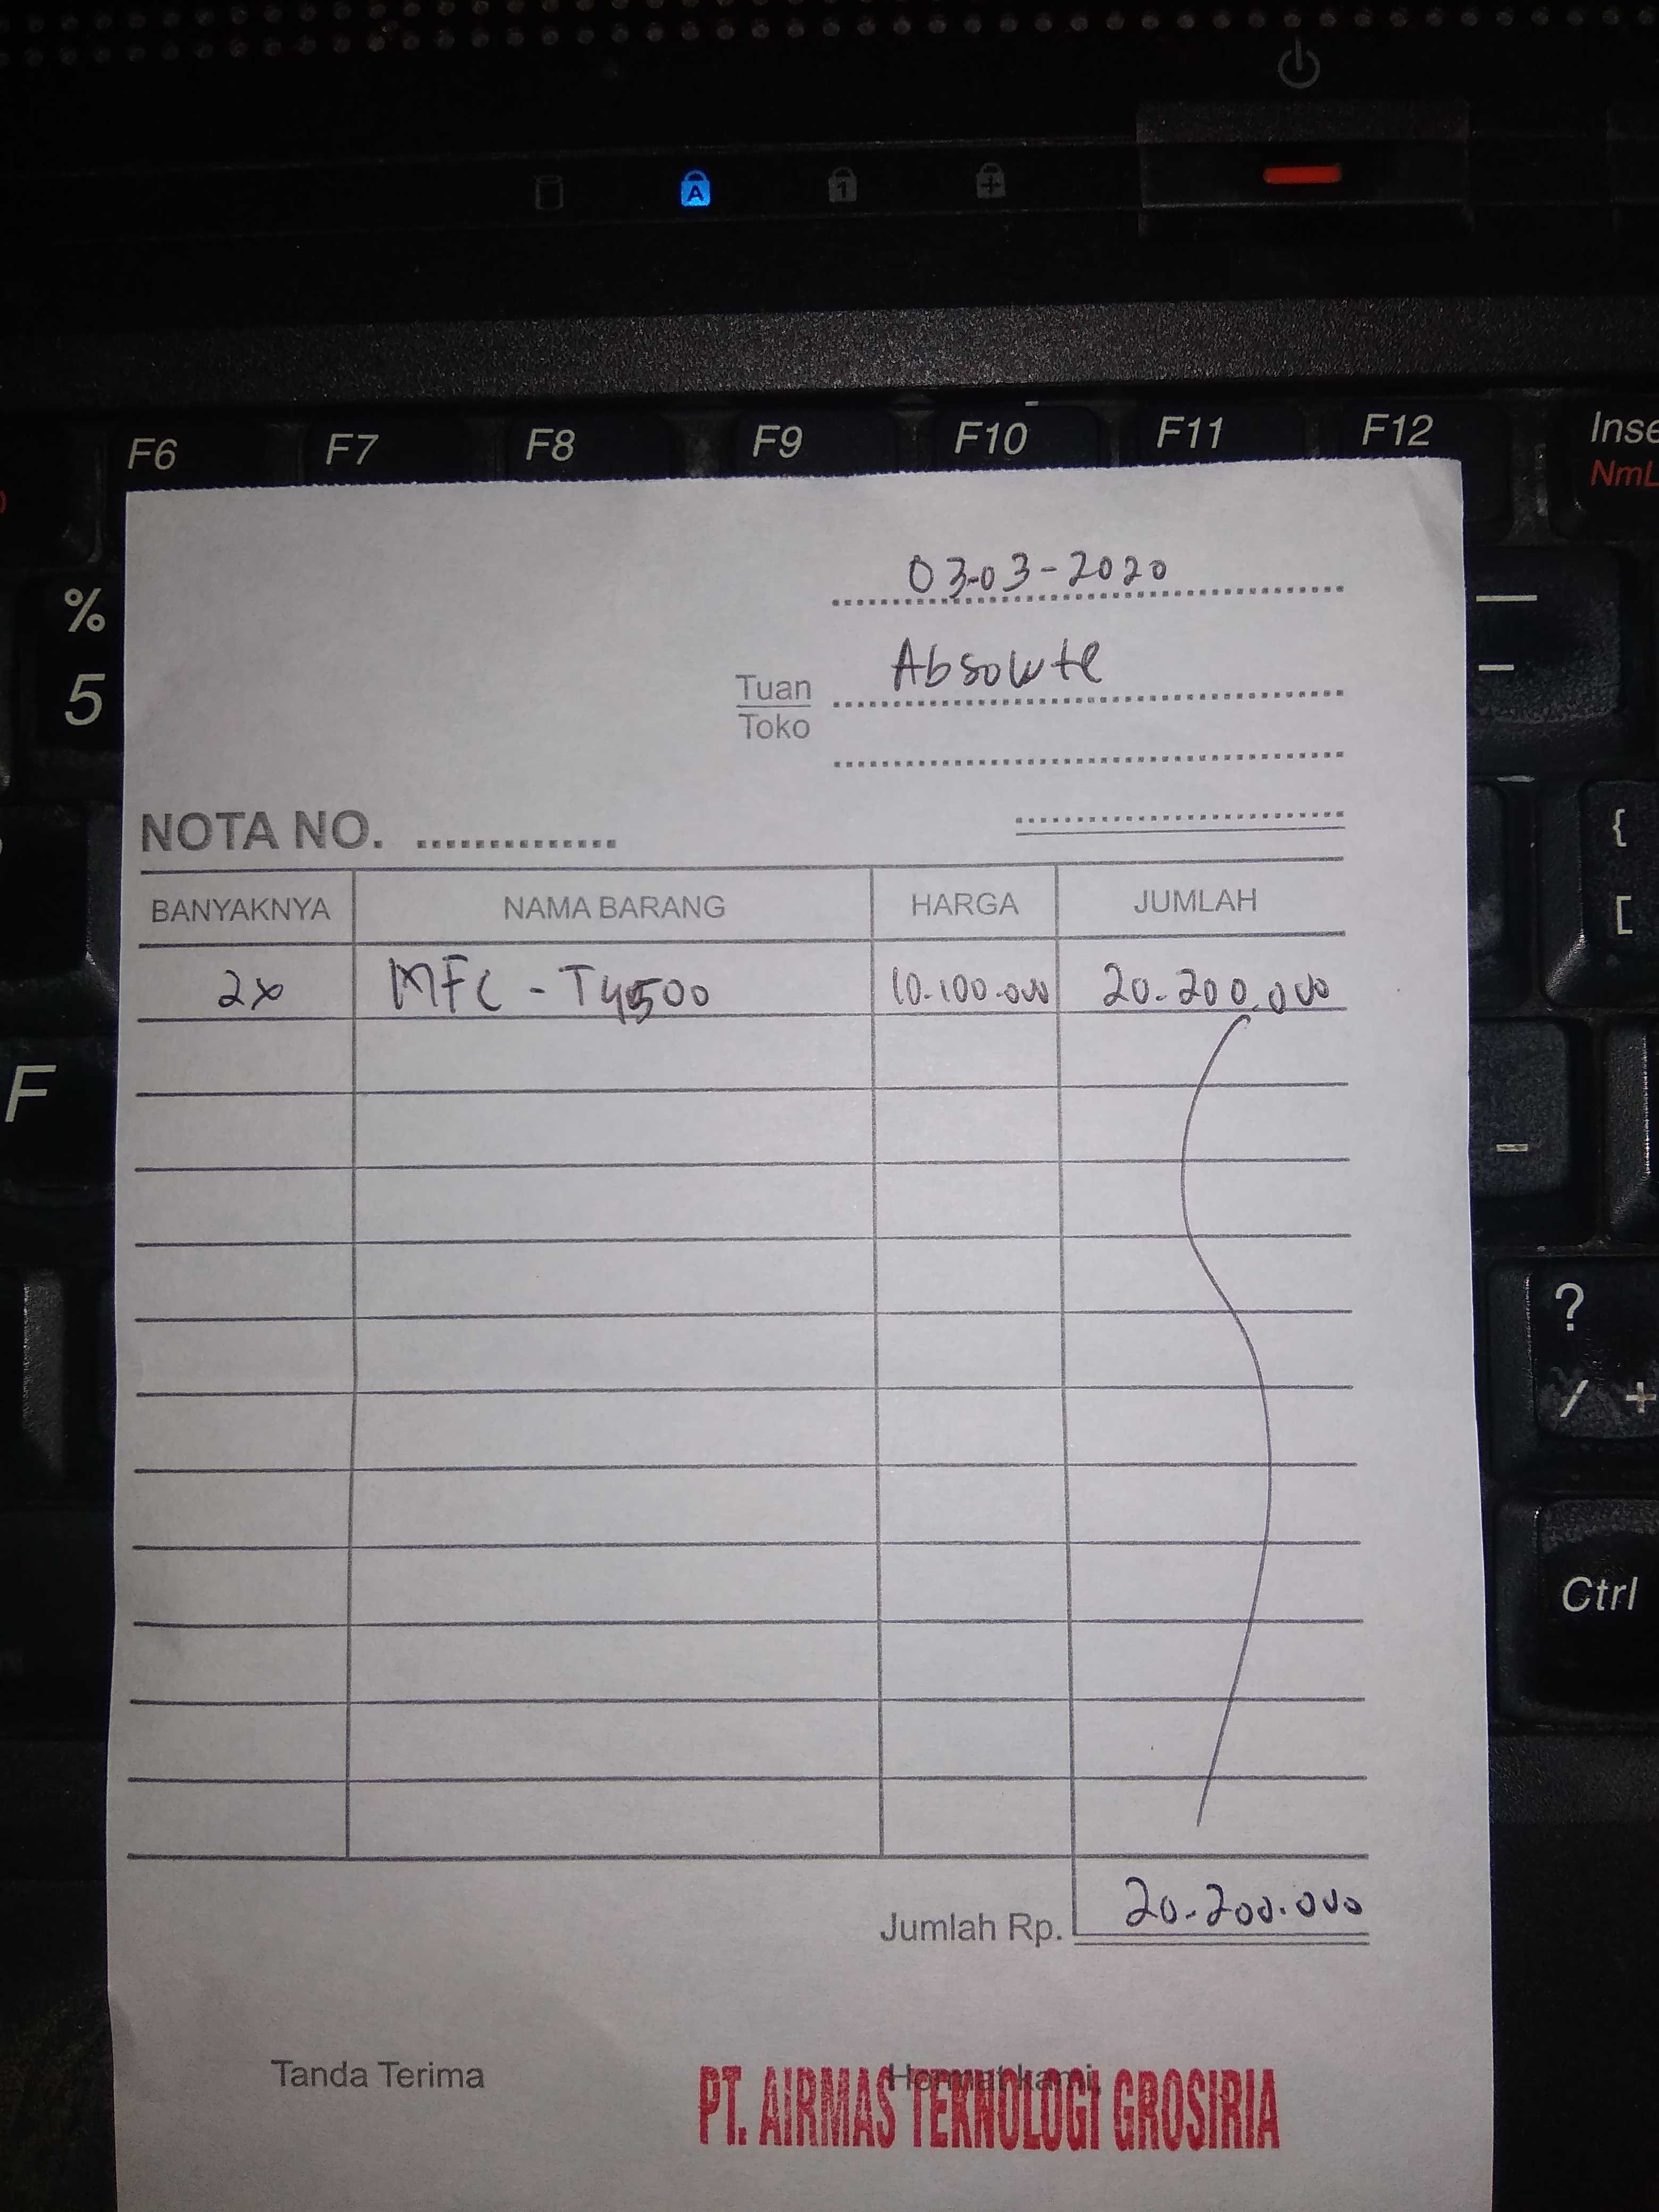 A
1
F6 F7 F8 F9 F10 F11 F12 Inse
NmL
%
5
03-03-2020
Absolute
Tuan
Toko
NOTA NO. ..............
{
[
BANYAKNYA NAMA BARANG HARGA JUMLAH
2x MFC - T4500 10.100.000 20.200.000
F
?
/ +
Ctrl
Jumlah Rp. 20.200.000
Tanda Terima Hormat kami,
PT. AIRMAS TEKNOLOGI GROSIRIA